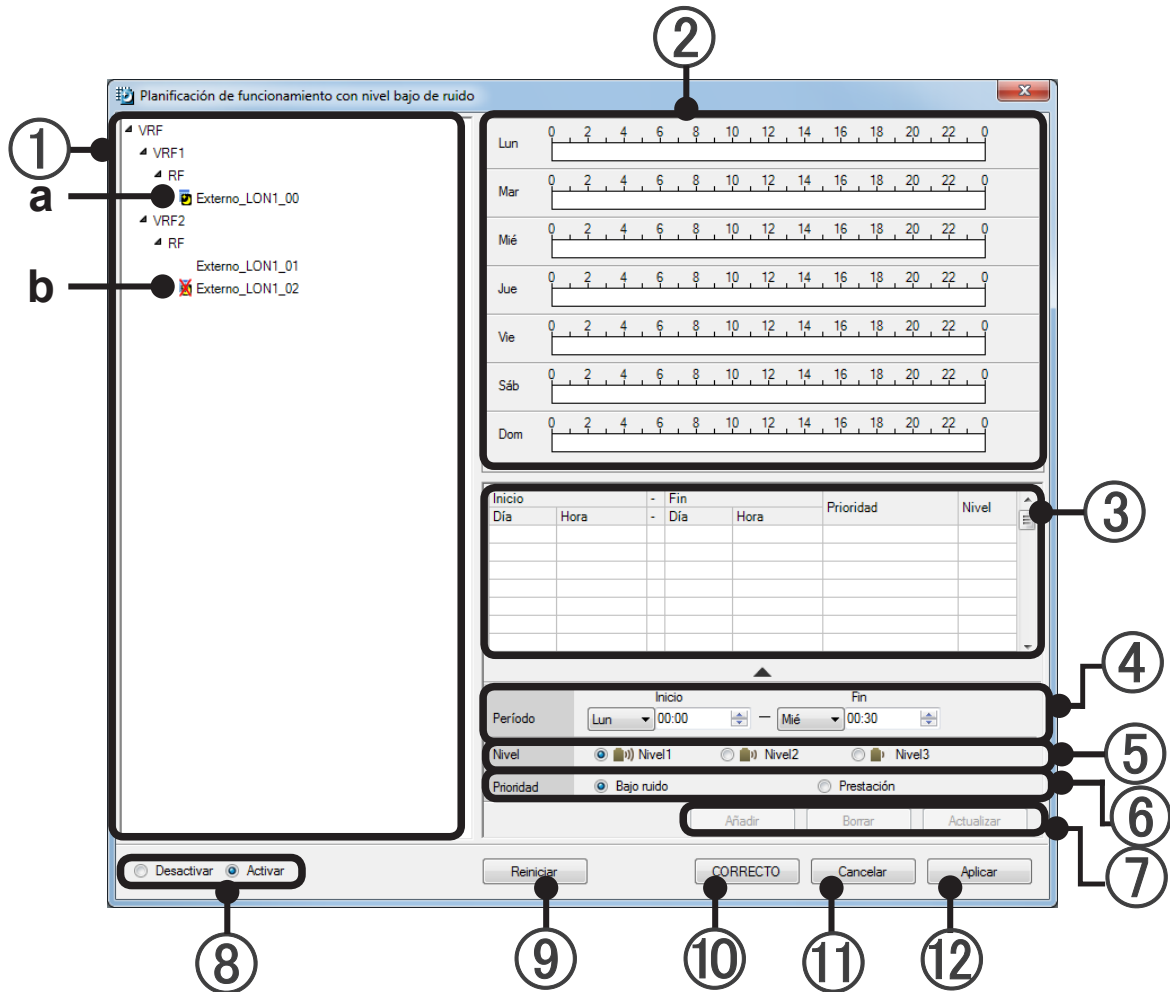 ②
Planificación de funcionamiento con nivel bajo de ruido
①
VRF
VRF1
RF
a
Externo_LON1_00
VRF2
RF
Externo_LON1_01
b
Externo_LON1_02
Lun 0 2 4 6 8 10 12 14 16 18 20 22 0
Mar 0 2 4 6 8 10 12 14 16 18 20 22 0
Mié 0 2 4 6 8 10 12 14 16 18 20 22 0
Jue 0 2 4 6 8 10 12 14 16 18 20 22 0
Vie 0 2 4 6 8 10 12 14 16 18 20 22 0
Sáb 0 2 4 6 8 10 12 14 16 18 20 22 0
Dom 0 2 4 6 8 10 12 14 16 18 20 22 0
Inicio - Fin Prioridad Nivel
Día Hora - Día Hora
③
Inicio Fin
Período Lun 00:00 — Mié 00:30
④
Nivel Nivel1 Nivel2 Nivel3
⑤
Prioridad Bajo ruido Prestación
⑥
Añadir Borrar Actualizar
⑦
Desactivar Activar
Reiniciar CORRECTO Cancelar Aplicar
⑧ ⑨ ⑩ ⑪ ⑫